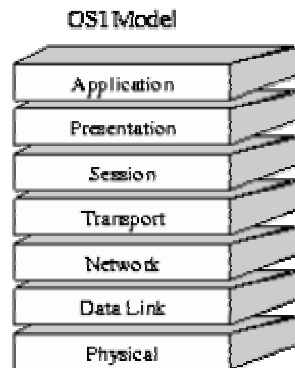 OSI Model
Application
Presentation
Session
Transport
Network
Data Link
Physical